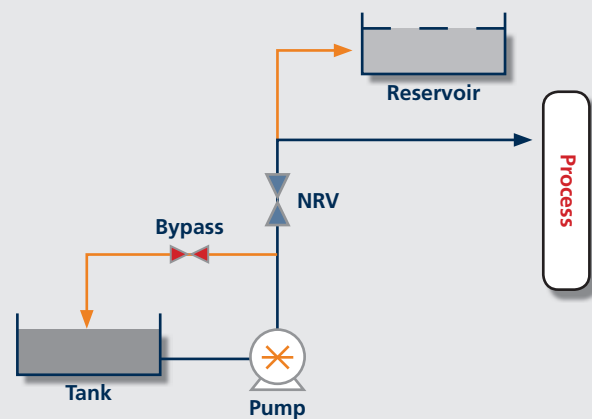 Reservoir
Process
NRV
Bypass
Tank
Pump